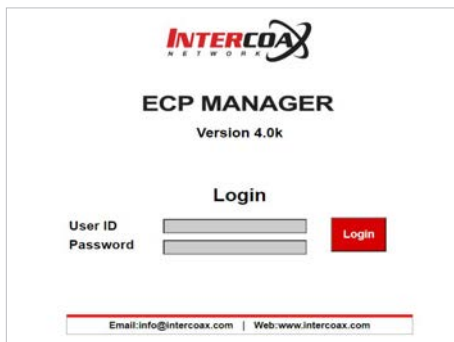 INTERCOAX
NETWORK
ECP MANAGER
Version 4.0k
Login
User ID
Password
Login
Email:info@intercoax.com | Web:www.intercoax.com